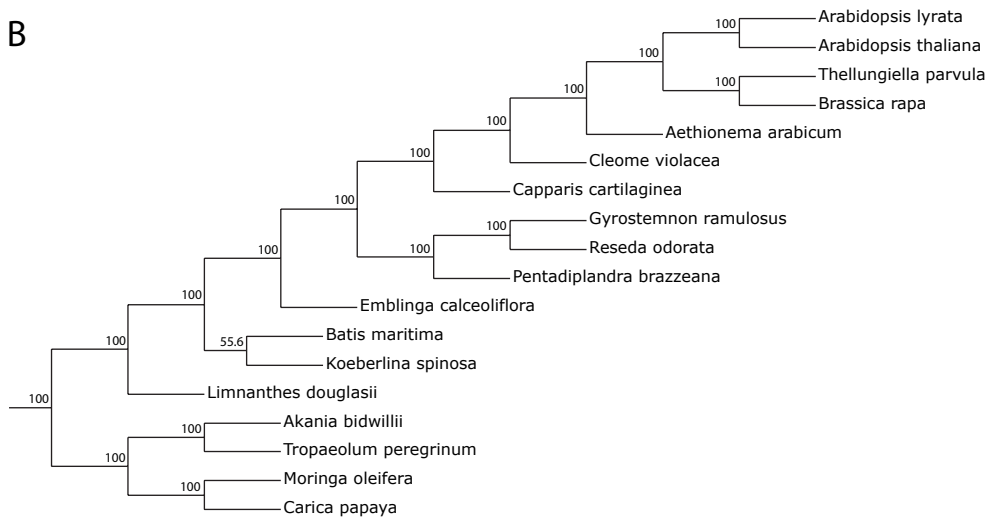 B
100
Arabidopsis lyrata
Arabidopsis thaliana
100
100
Thellungiella parvula
Brassica rapa
100
Aethionema arabicum
100
Cleome violacea
100
Capparis cartilaginea
100
100
Gyrostemnon ramulosus
Reseda odorata
100
Pentadiplandra brazzeana
100
Emblinga calceoliflora
100
55.6
Batis maritima
Koeberlina spinosa
100
Limnanthes douglasii
100
100
Akania bidwillii
Tropaeolum peregrinum
100
100
Moringa oleifera
Carica papaya